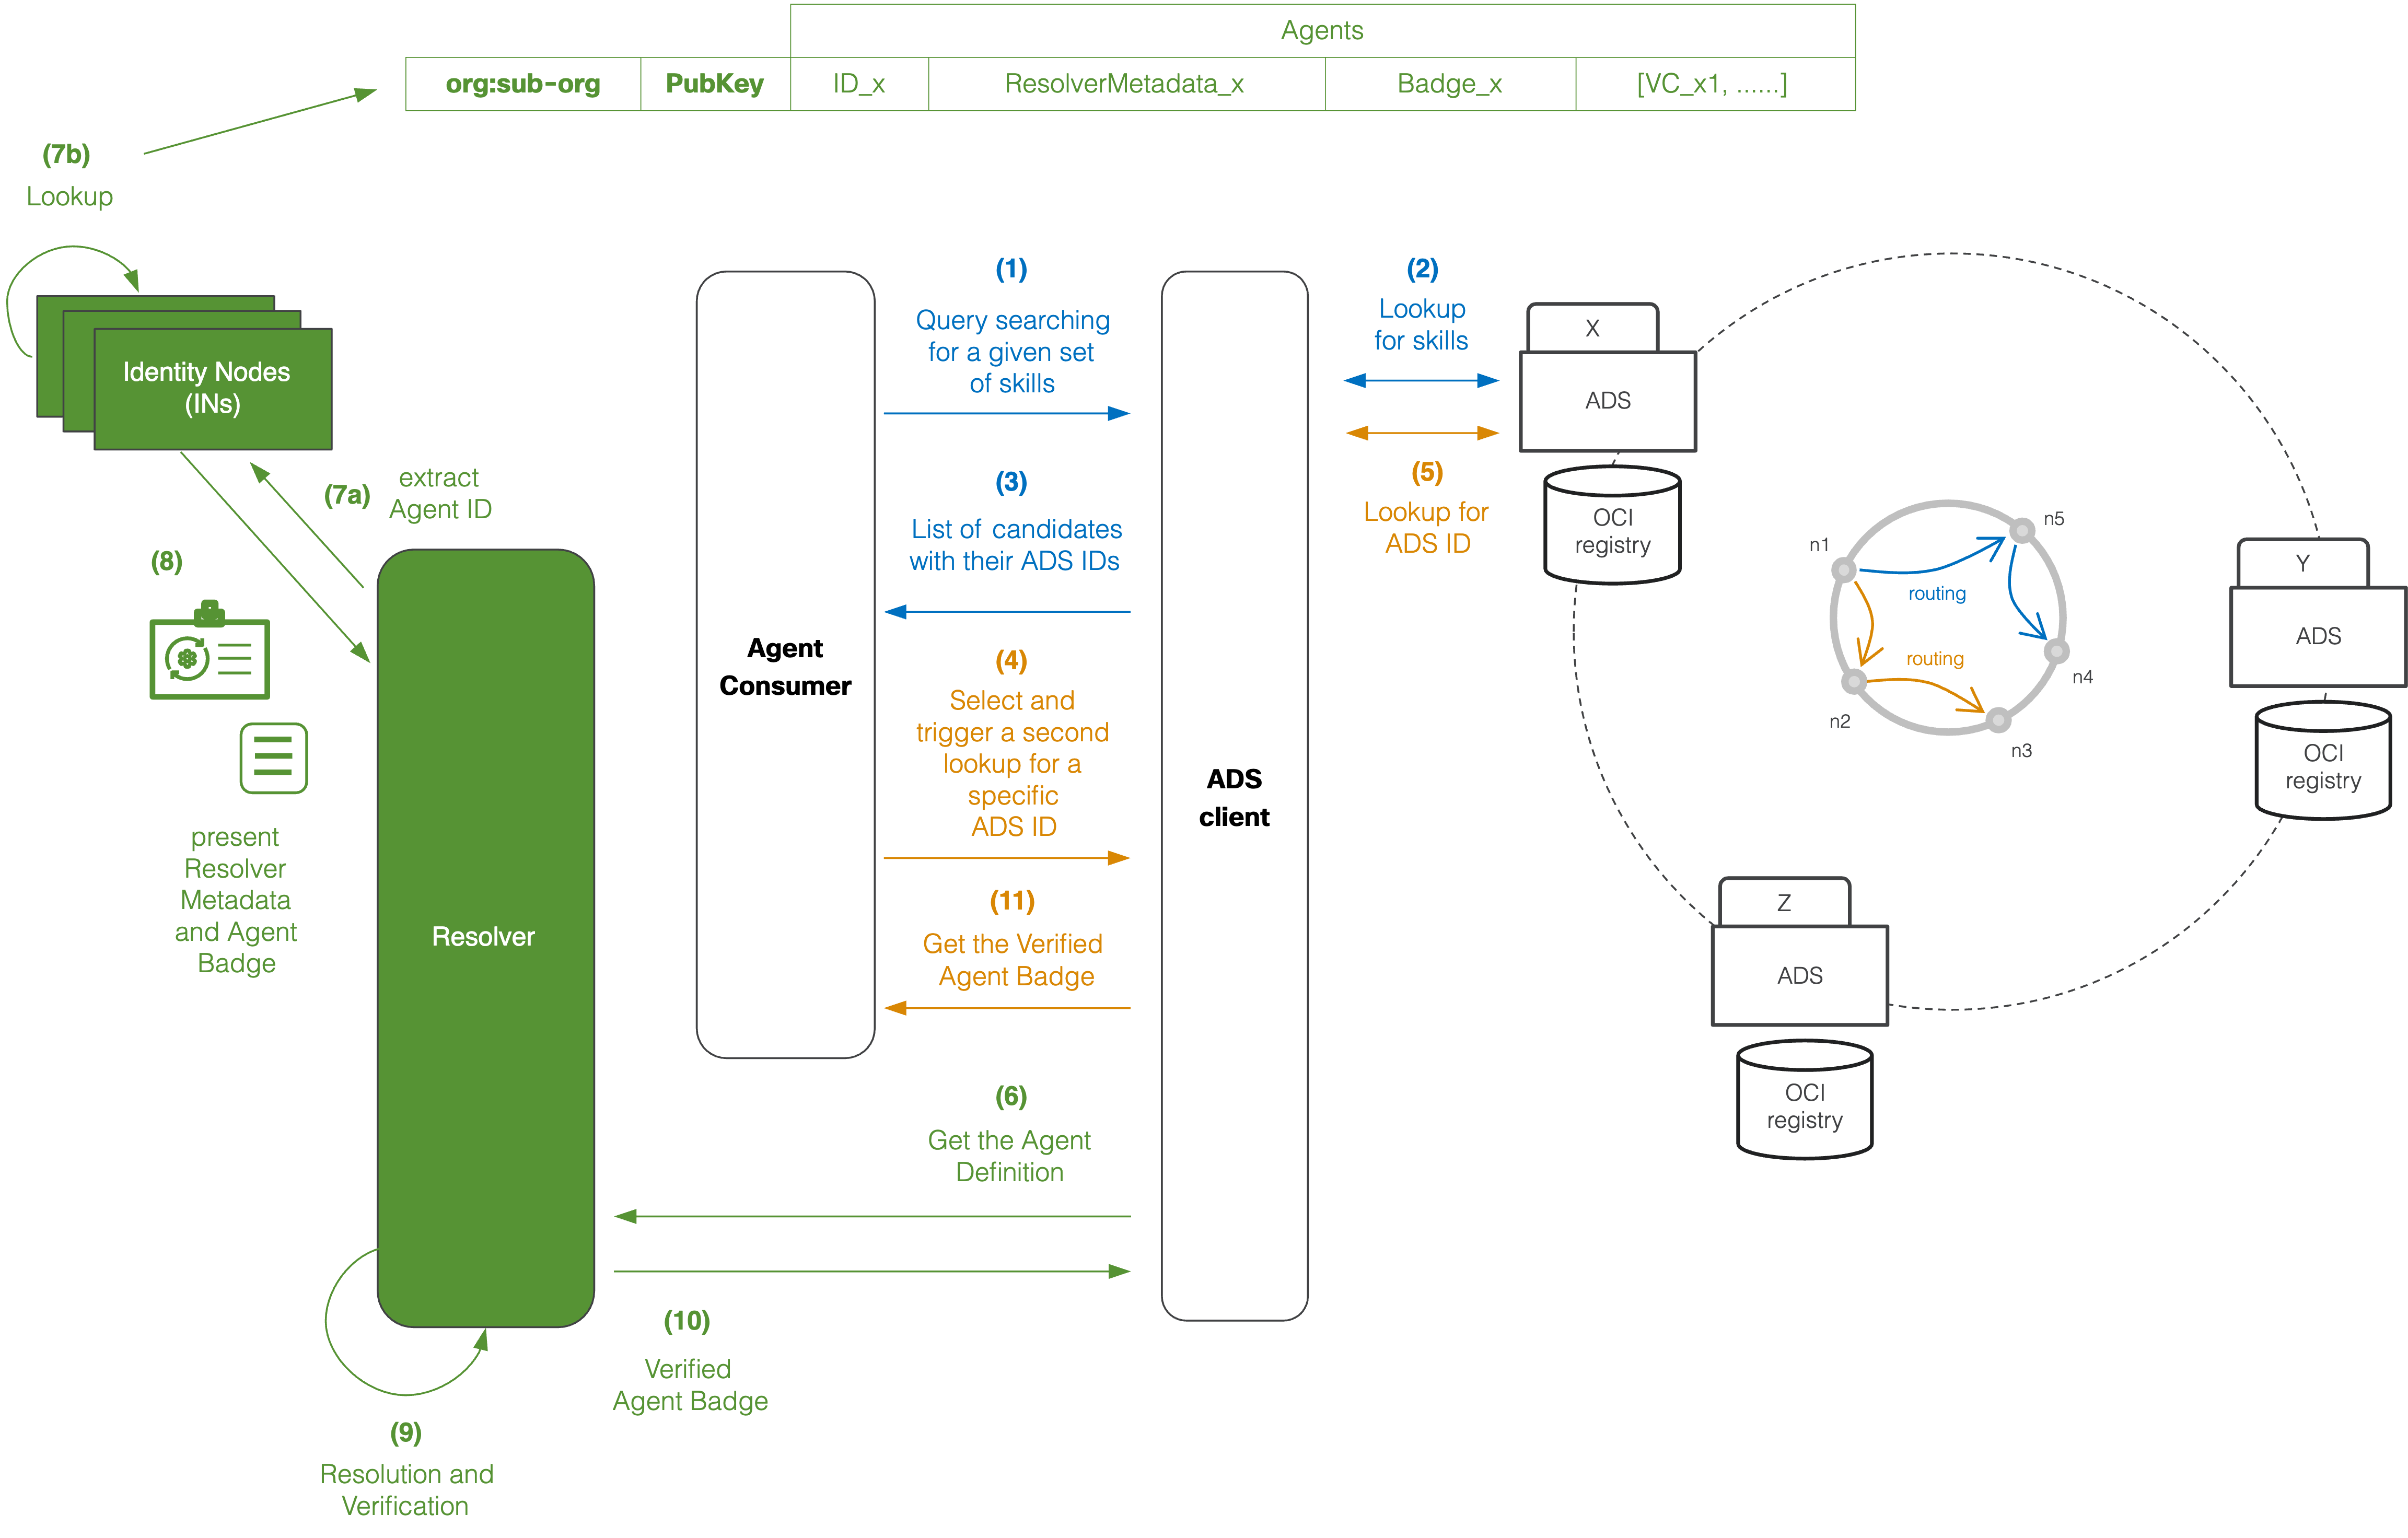 Agents
org:sub-org PubKey ID_x ResolverMetadata_x Badge_x [VC_x1, ......]
(7b)
Lookup
Identity Nodes
(INs)
(7a)
extract
Agent ID
(8)
present
Resolver
Metadata
and Agent
Badge
Resolver
(9)
Resolution and
Verification
(10)
Verified
Agent Badge
Agent
Consumer
(1)
Query searching
for a given set
of skills
(3)
List of candidates
with their ADS IDs
(4)
Select and
trigger a second
lookup for a
specific
ADS ID
(11)
Get the Verified
Agent Badge
(6)
Get the Agent
Definition
ADS
client
(2)
Lookup
for skills
(5)
Lookup for
ADS ID
X
ADS
OCI
registry
n1
n5
routing
routing
n4
n2
n3
Y
ADS
OCI
registry
Z
ADS
OCI
registry